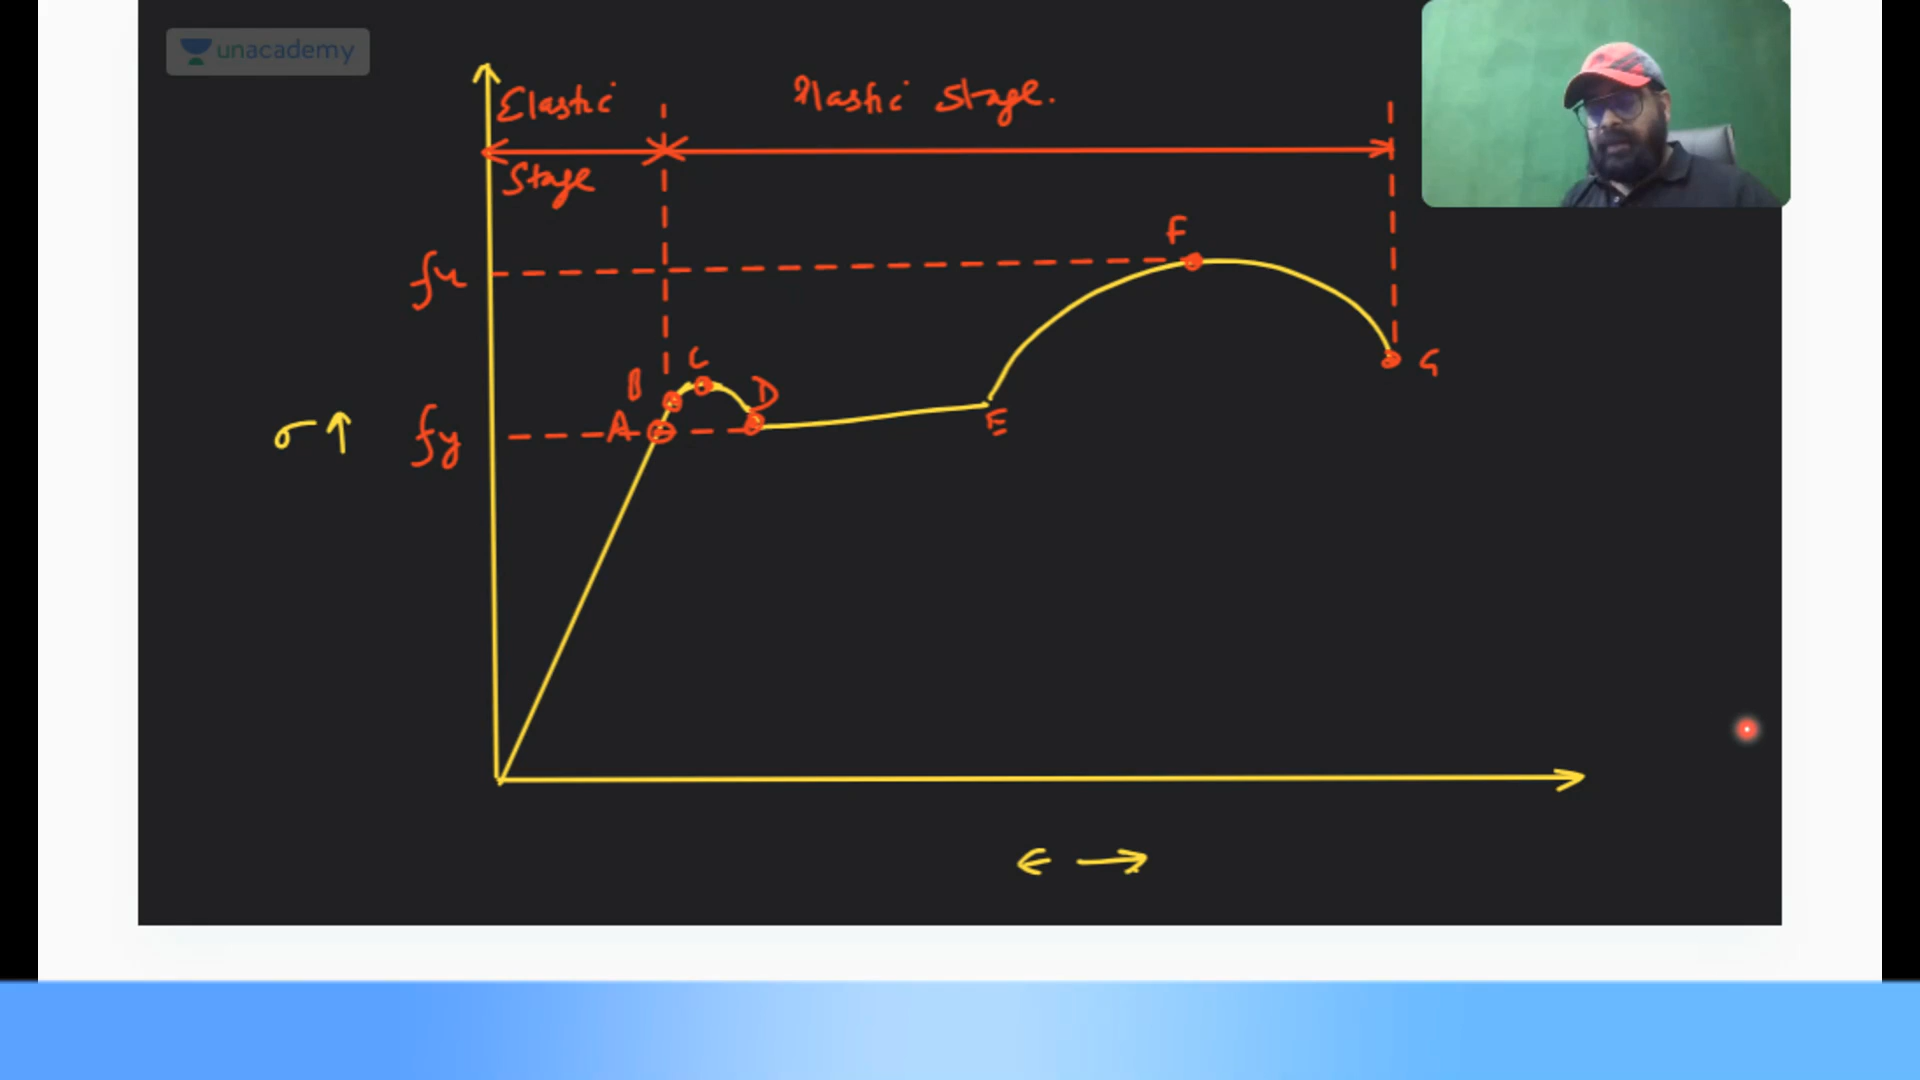 unacademy
Elastic
Stage
Plastic Stage.
F
fu
G
C
B
D
A
E
σ↑
fy
ϵ →